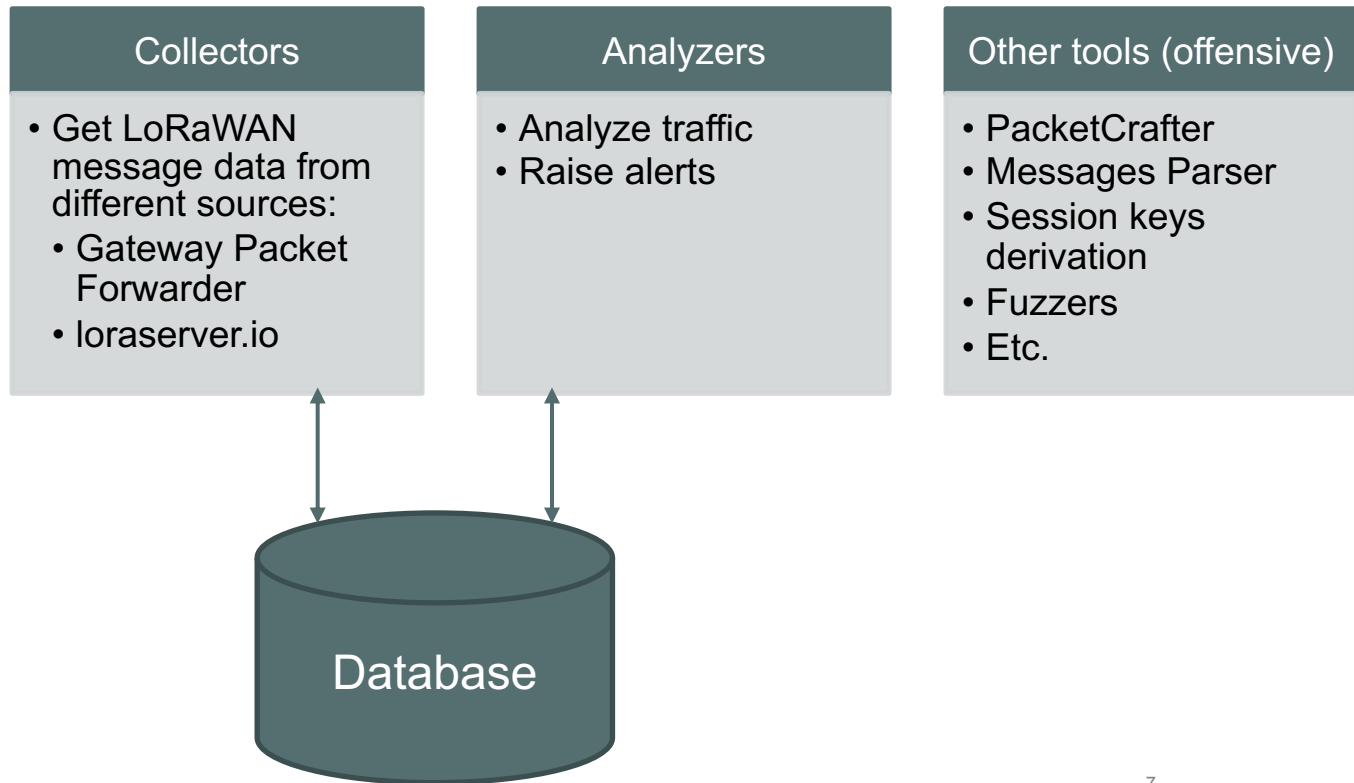 Collectors
• Get LoRaWAN
message data from
different sources:
• Gateway Packet
Forwarder
• loraserver.io
Analyzers
• Analyze traffic
• Raise alerts
Other tools (offensive)
• PacketCrafter
• Messages Parser
• Session keys
derivation
• Fuzzers
• Etc.
Database
7